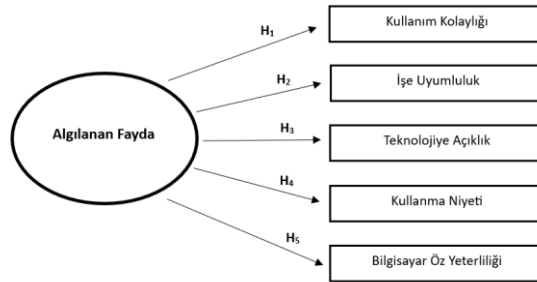 Algılanan Fayda
H1
Kullanım Kolaylığı
H2
İşe Uyumluluk
H3
Teknolojiye Açıklık
H4
Kullanma Niyeti
H5
Bilgisayar Öz Yeterliliği